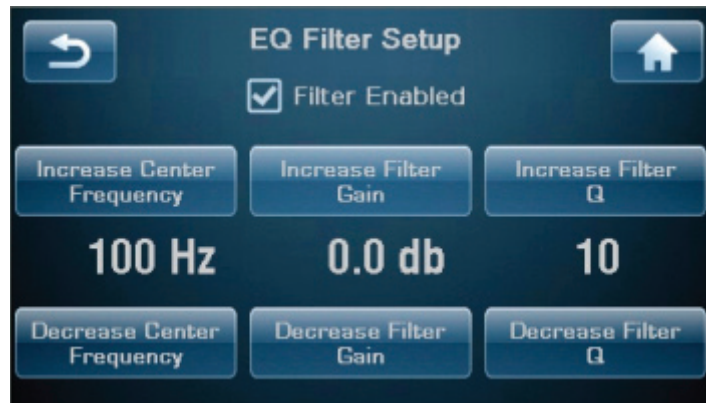 EQ Filter Setup
Filter Enabled
Increase Center
Frequency
Increase Filter
Gain
Increase Filter
Q
100 Hz
0.0 db
10
Decrease Center
Frequency
Decrease Filter
Gain
Decrease Filter
Q